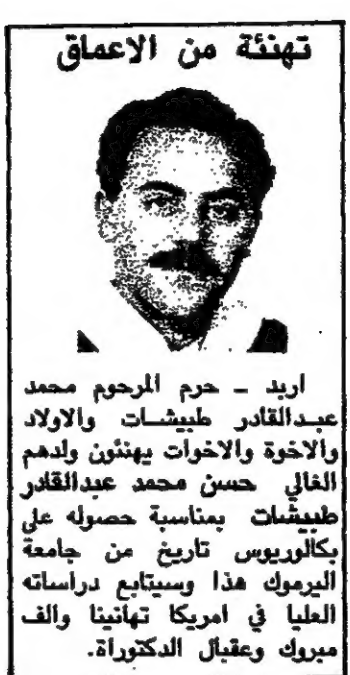 تهنئة من الاعماق
اربد ــ حرم المرحوم محمد
عبدالقادر طبيشات والاولاد
والاخوة والاخوات يهنئون ولدهم
الغالي حسن محمد عبدالقادر
طبيشات بمناسبة حصوله على
بكالوريوس تاريخ من جامعة
اليرموك هذا وسيتابع دراساته
العليا في امريكا تهانينا والف
مبروك وعقبال الدكتوراة.